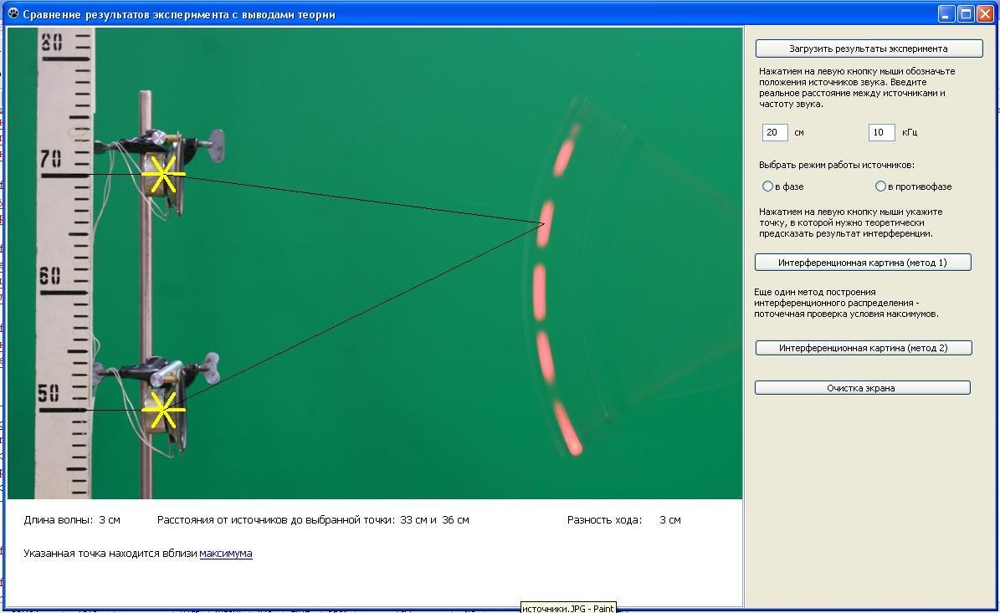 Сравнение результатов эксперимента с выводами теории
80
70
60
50
Загрузить результаты эксперимента
Нажатием на левую кнопку мыши обозначьте
положения источников звука. Введите
реальное расстояние между источниками и
частоту звука.
20 см 10 кГц
Выбрать режим работы источников:
в фазе в противофазе
Нажатием на левую кнопку мыши укажите
точку, в которой нужно теоретически
предсказать результат интерференции.
Интерференционная картина (метод 1)
Еще один метод построения
интерференционного распределения -
поточечная проверка условия максимумов.
Интерференционная картина (метод 2)
Очистка экрана
Длина волны: 3 см Расстояния от источников до выбранной точки: 33 см и 36 см Разность хода: 3 см
Указанная точка находится вблизи максимума
источники.JPG - Paint